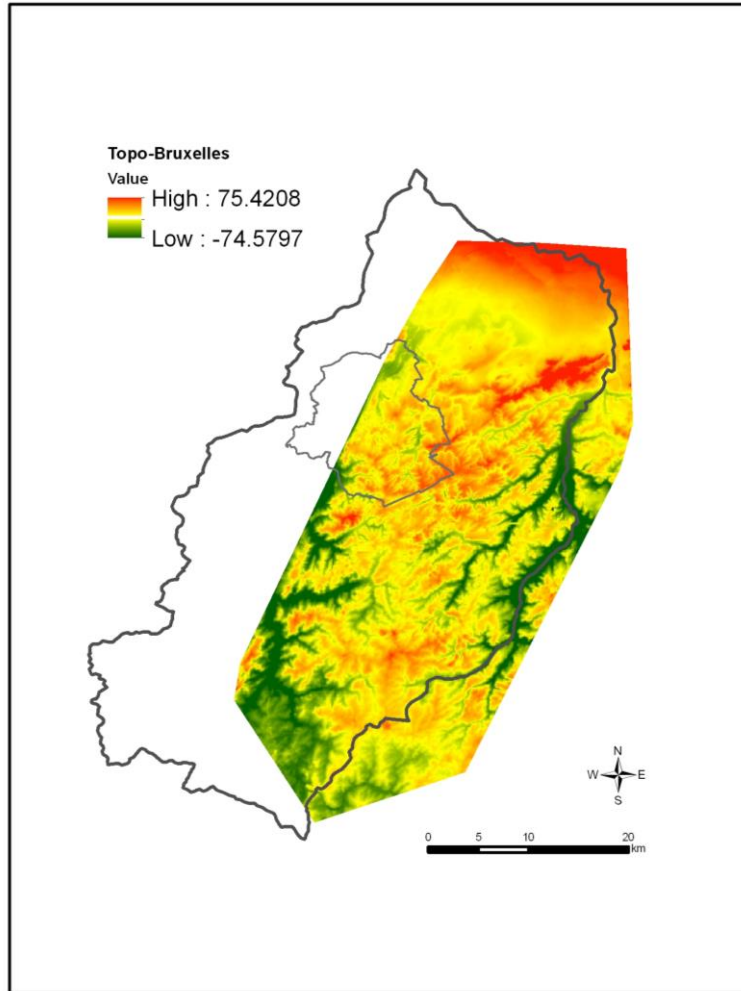 Topo-Bruxelles
Value
High : 75.4208
Low : -74.5797
N
W E
S
0 5 10 20
km